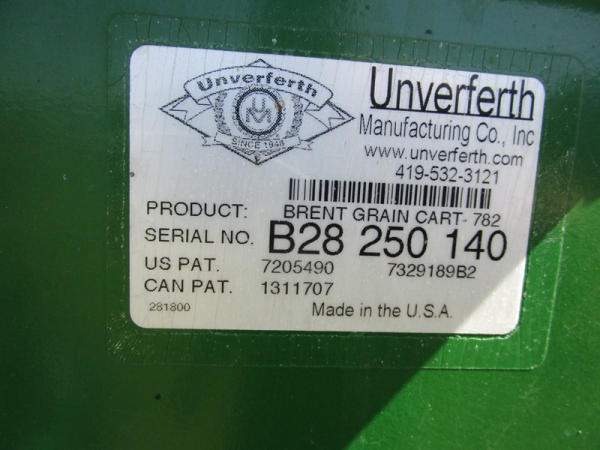 Unverferth
UM
SINCE 1948
Unverferth
Manufacturing Co., Inc
www.unverferth.com
419-532-3121
PRODUCT: BRENT GRAIN CART- 782
SERIAL NO. B28 250 140
US PAT. 7205490 7329189B2
CAN PAT. 1311707
281800 Made in the U.S.A.